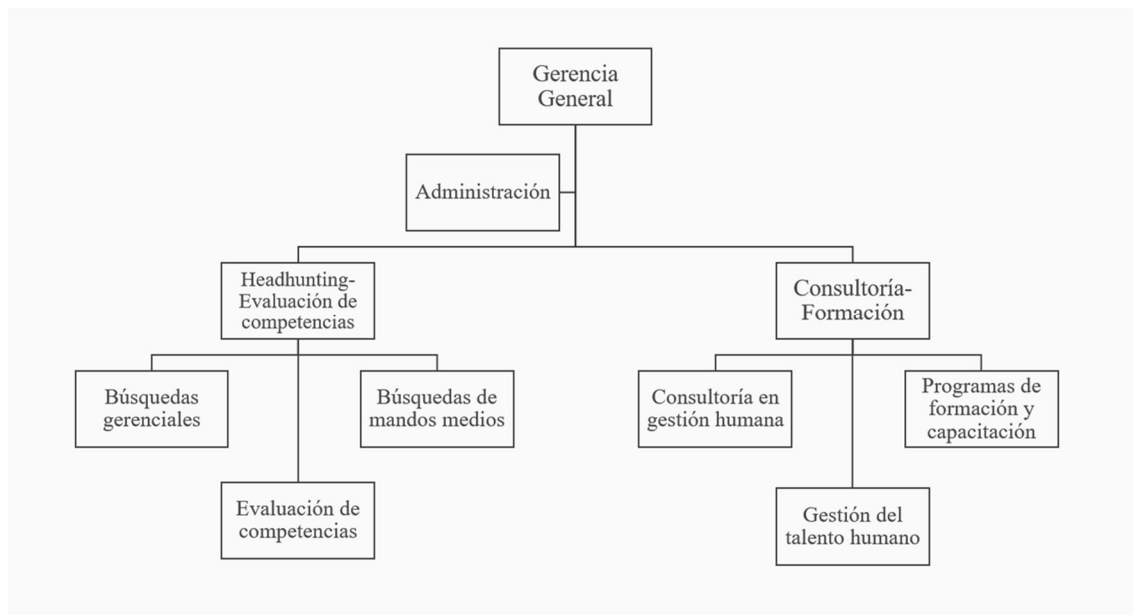 Gerencia
General
Administración
Headhunting-
Evaluación de
competencias
Consultoría-
Formación
Búsquedas
gerenciales
Búsquedas de
mandos medios
Consultoría en
gestión humana
Programas de
formación y
capacitación
Evaluación de
competencias
Gestión del
talento humano